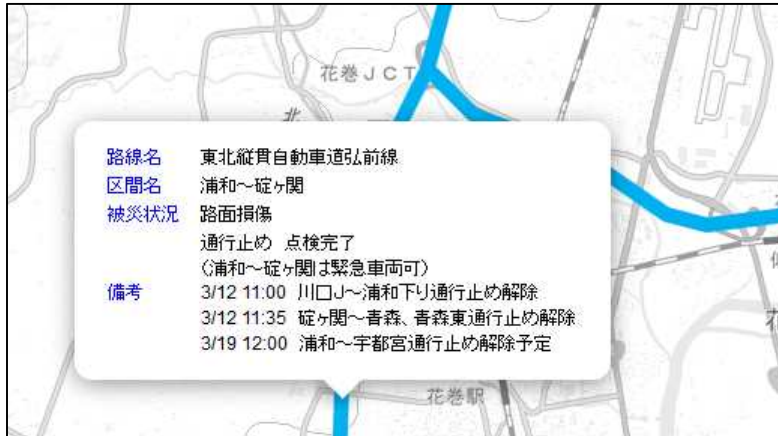 花巻JCT
北
路線名 東北縦貫自動車道弘前線
区間名 浦和～碇ヶ関
被災状況 路面損傷
通行止め 点検完了
(浦和～碇ヶ関は緊急車両可)
備考 3/12 11:00 川口J～浦和下り通行止め解除
3/12 11:35 碇ヶ関～青森、青森東通行止め解除
3/19 12:00 浦和～宇都宮通行止め解除予定
花巻駅
花